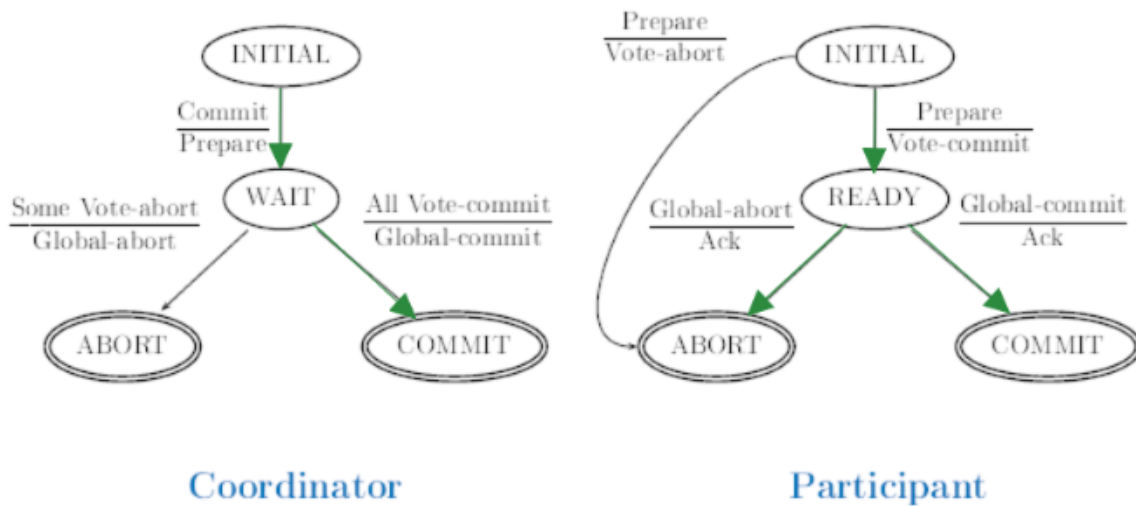 INITIAL
Commit
Prepare
WAIT
Some Vote-abort
Global-abort
All Vote-commit
Global-commit
ABORT
COMMIT
Coordinator
Prepare
Vote-abort
INITIAL
Prepare
Vote-commit
READY
Global-abort
Ack
Global-commit
Ack
ABORT
COMMIT
Participant